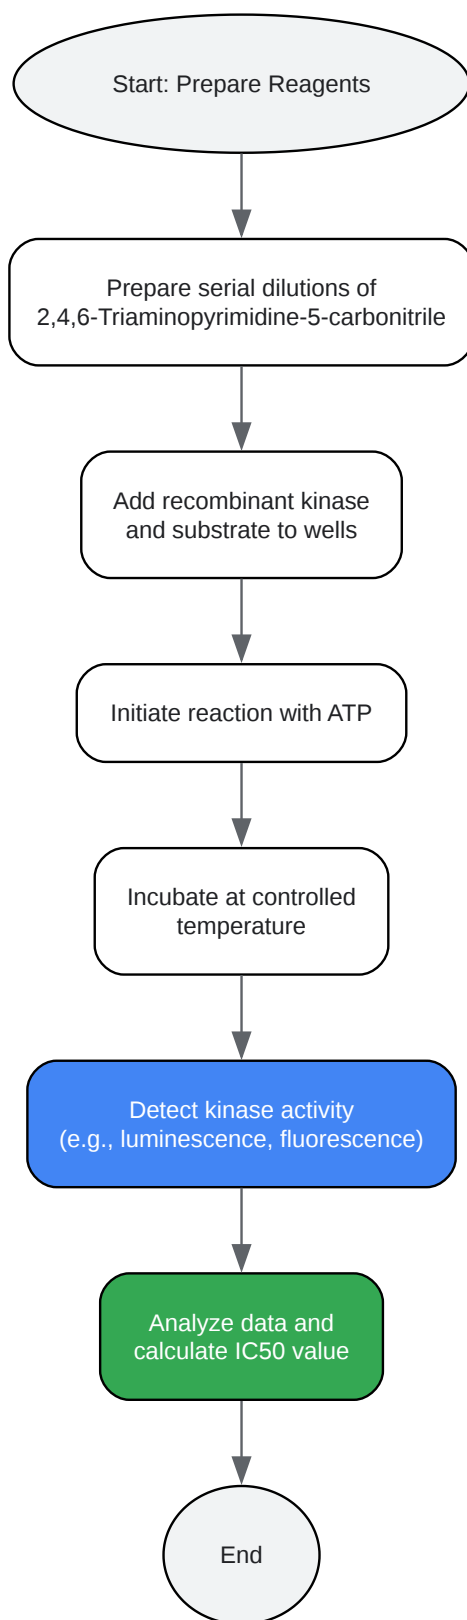 Start: Prepare Reagents
Prepare serial dilutions of
2,4,6-Triaminopyrimidine-5-carbonitrile
Add recombinant kinase
and substrate to wells
Initiate reaction with ATP
Incubate at controlled
temperature
Detect kinase activity
(e.g., luminescence, fluorescence)
Analyze data and
calculate IC50 value
End